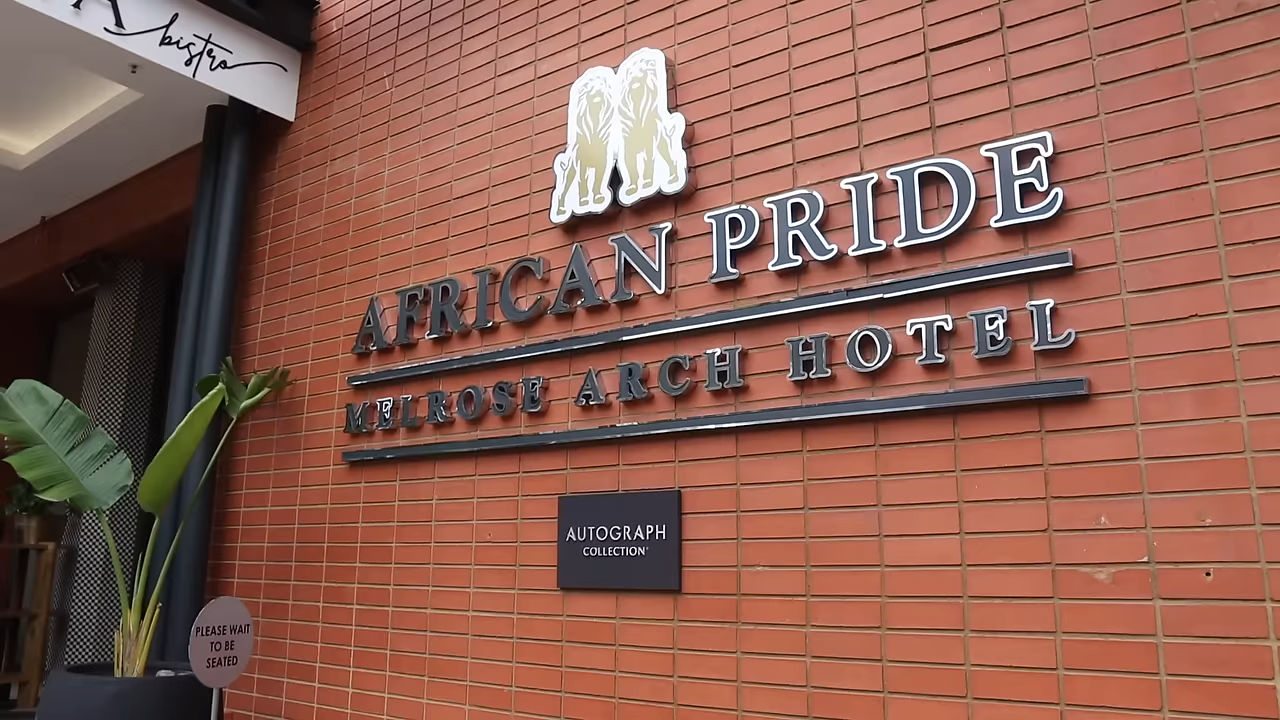 bistro
AFRICAN PRIDE
MELROSE ARCH HOTEL
AUTOGRAPH
COLLECTION
PLEASE WAIT
TO BE
SEATED